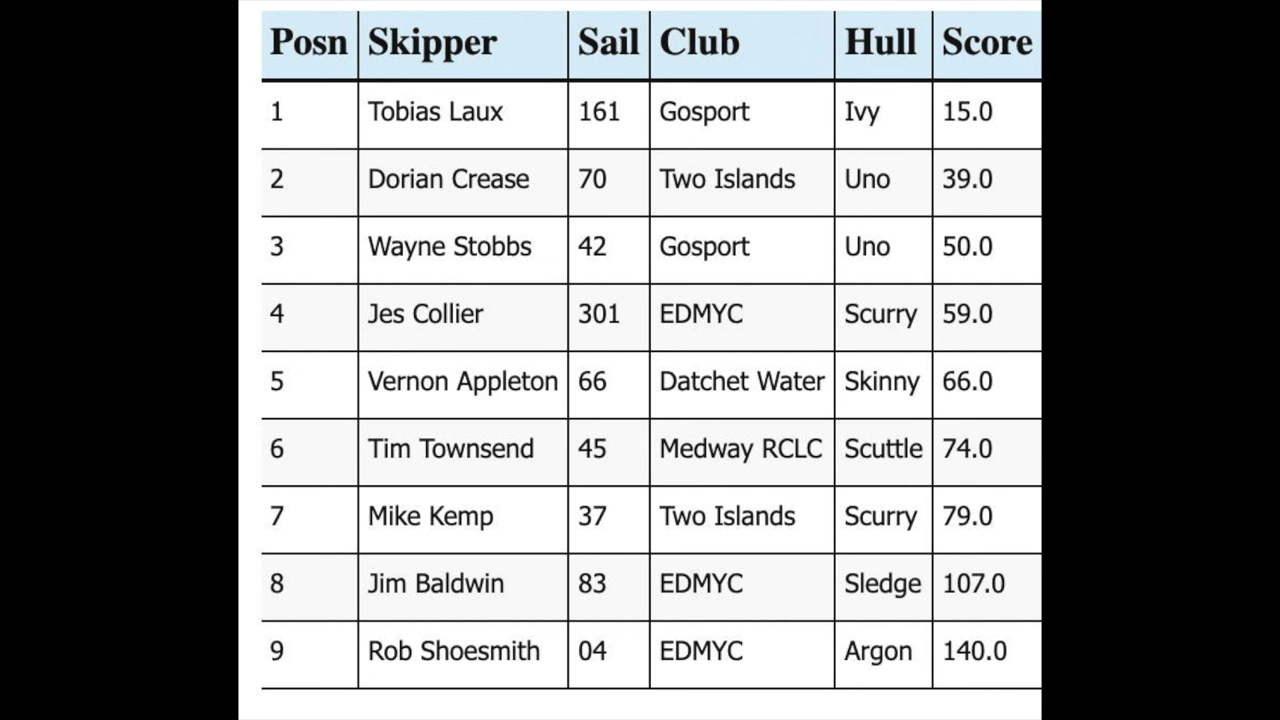 Posn Skipper Sail Club Hull Score
1 Tobias Laux 161 Gosport Ivy 15.0
2 Dorian Crease 70 Two Islands Uno 39.0
3 Wayne Stobbs 42 Gosport Uno 50.0
4 Jes Collier 301 EDMYC Scurry 59.0
5 Vernon Appleton 66 Datchet Water Skinny 66.0
6 Tim Townsend 45 Medway RCLC Scuttle 74.0
7 Mike Kemp 37 Two Islands Scurry 79.0
8 Jim Baldwin 83 EDMYC Sledge 107.0
9 Rob Shoesmith 04 EDMYC Argon 140.0